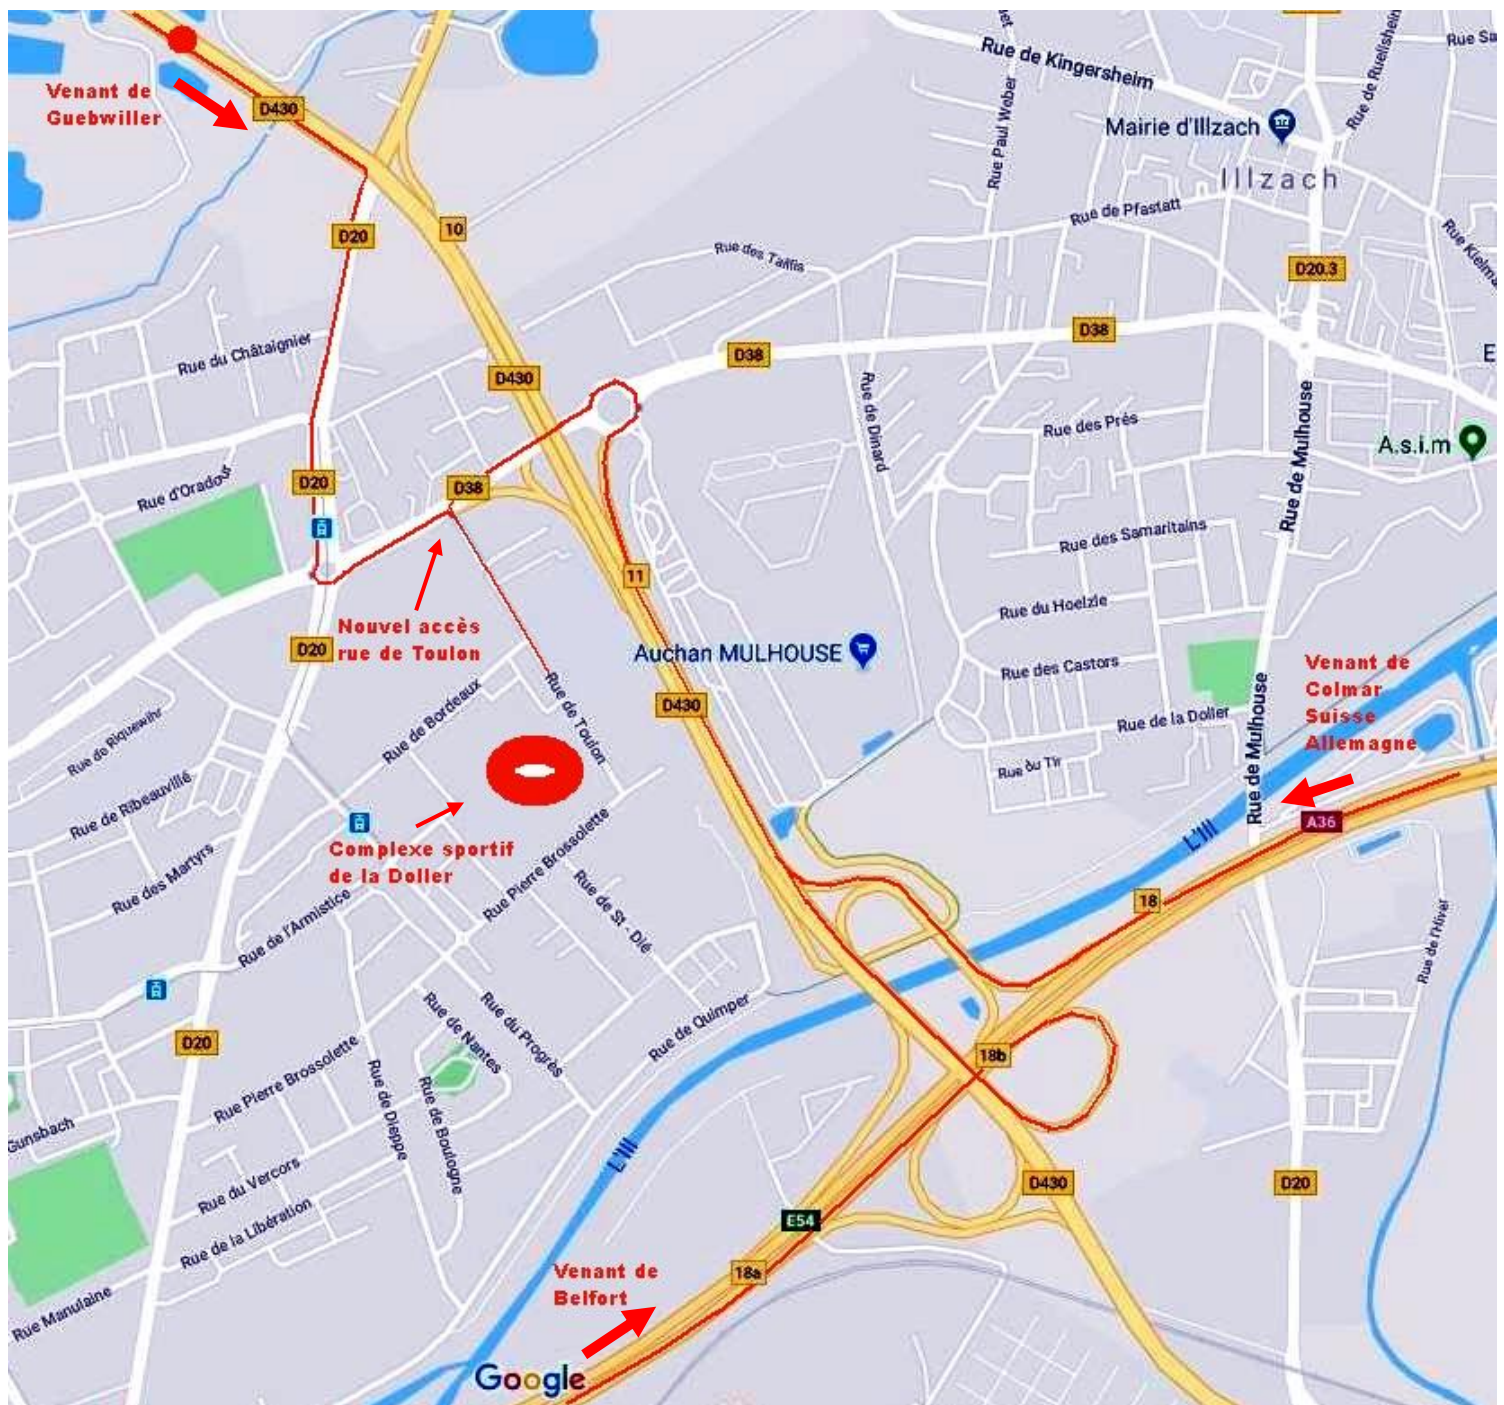 Rue de Kingersheim
Rue Paul Weber
Rue de Ruelisheim
Rue Sa
Venant de
Guebwiller
D430
Mairie d'Illzach
Illzach
D20
10
Rue de Pfastatt
Rue des Taillis
D20.3
Rue du Châtaignier
D430
D38
D38
E
Rue de Dinard
Rue des Prés
Rue de Mulhouse
A.s.i.m
Rue d'Oradour
D20
D38
Rue des Samaritains
11
Rue du Hoelzle
Nouvel accès
rue de Toulon
D20
Auchan MULHOUSE
Rue des Castors
Venant de
Colmar
Suisse
Allemagne
Rue de Bordeaux
Rue de Toulon
D430
Rue de la Doller
Rue de Mulhouse
Rue de Riquewihr
Rue du Tir
Rue de Ribeauvillé
Complexe sportif
de la Doller
Rue Pierre Brossolette
L'Ill
A36
Rue des Martyrs
Rue de l'Armistice
Rue de St - Dié
18
Rue de l'Hiver
D20
Rue de Nantes
Rue du Progrès
Rue de Quimper
18b
Rue Pierre Brossolette
Rue de Dieppe
Rue de Boulogne
Gunsbach
L'Ill
Rue du Vercors
D430
D20
Rue de la Libération
E54
Venant de
Belfort
18a
Rue Manulaine
Google